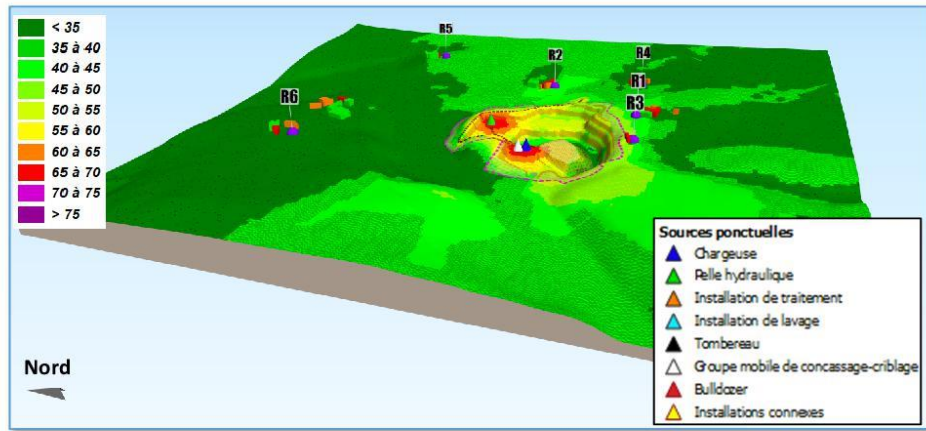 < 35
35 à 40
40 à 45
45 à 50
50 à 55
55 à 60
60 à 65
65 à 70
70 à 75
> 75
R5
R2
R4
R1
R6
R3
Nord
Sources ponctuelles
Chargeuse
Pelle hydraulique
Installation de traitement
Installation de lavage
Tombereau
Groupe mobile de concassage-criblage
Bulldozer
Installations connexes